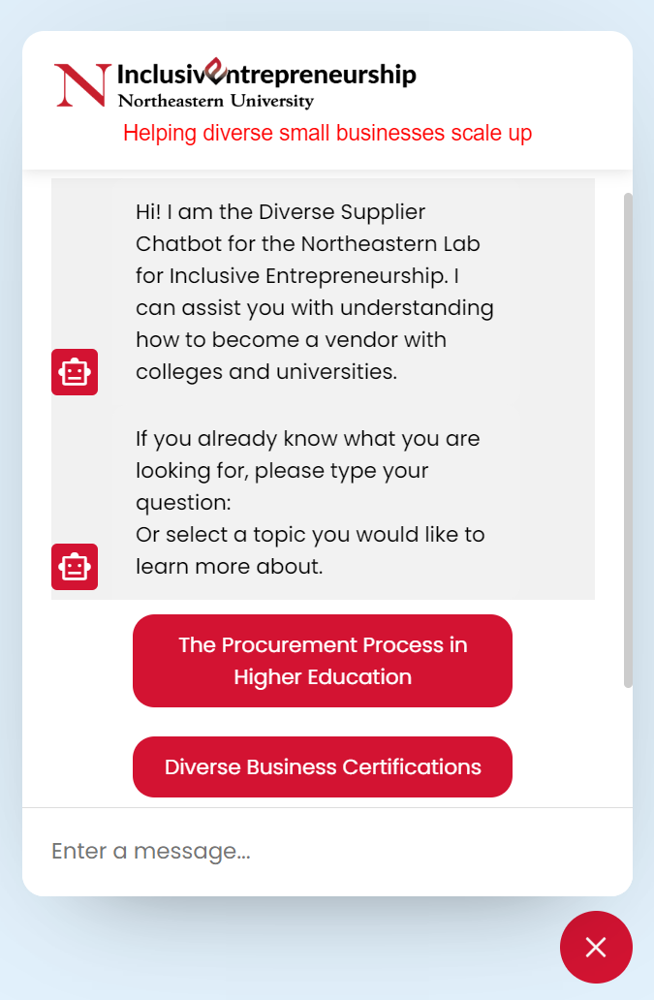 N InclusivEntrepreneurship
Northeastern University
Helping diverse small businesses scale up
Hi! I am the Diverse Supplier
Chatbot for the Northeastern Lab
for Inclusive Entrepreneurship. I
can assist you with understanding
how to become a vendor with
colleges and universities.
If you already know what you are
looking for, please type your
question:
Or select a topic you would like to
learn more about.
The Procurement Process in
Higher Education
Diverse Business Certifications
Enter a message...